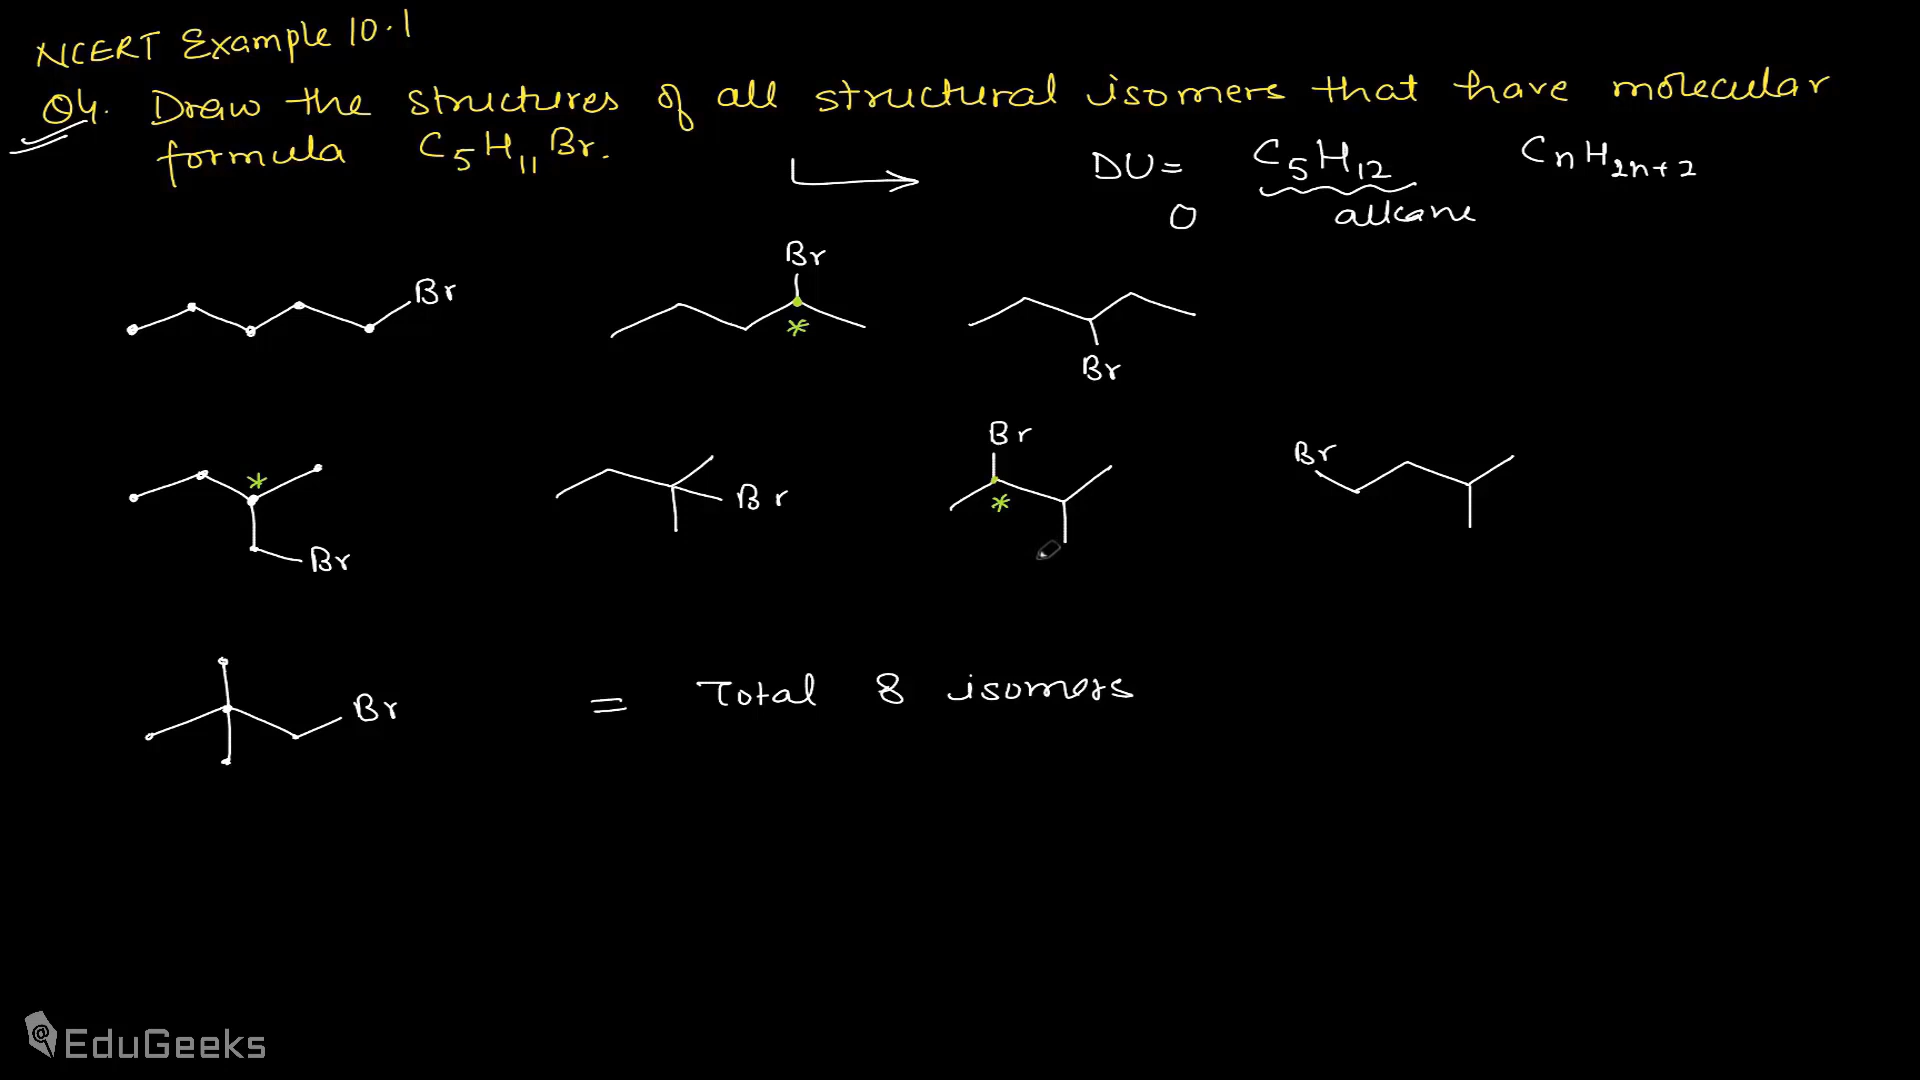 NCERT Example 10.1
Q4. Draw the structures of all structural isomers that have molecular
formula C5H11Br.
DU= C5H12 CnH2n+2
0 alkane
Br
Br
Br
*
Br
*
Br
Br
*
Br
Br
= Total 8 isomers
@EduGeeks